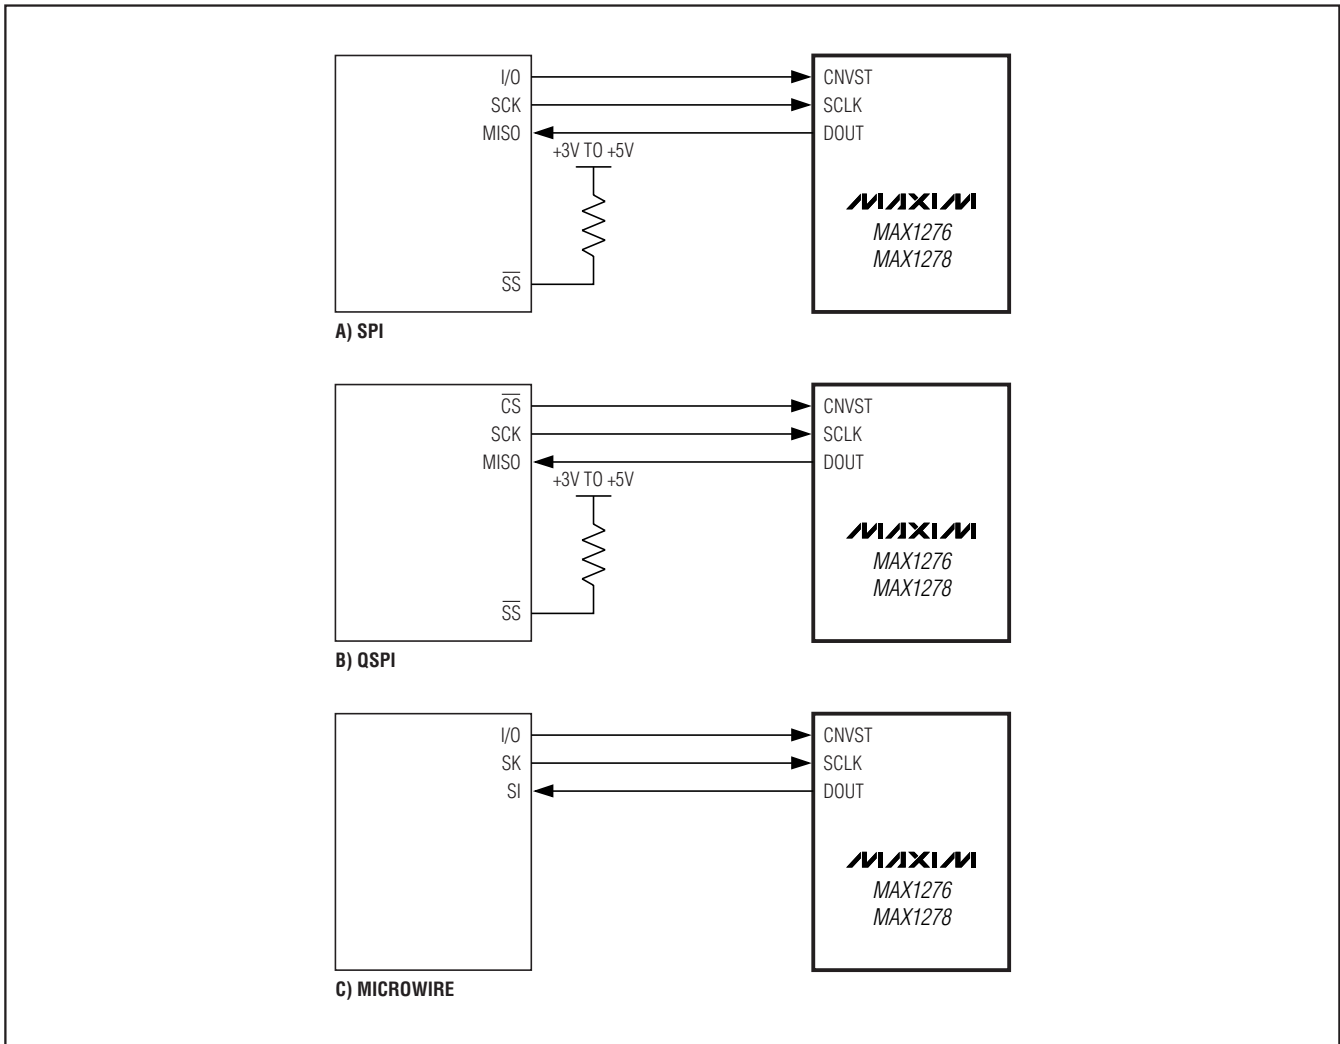 I/O CNVST
SCK SCLK
MISO DOUT
+3V TO +5V
MAXIM
MAX1276
MAX1278
SS
A) SPI
CS CNVST
SCK SCLK
MISO DOUT
+3V TO +5V
MAXIM
MAX1276
MAX1278
SS
B) QSPI
I/O CNVST
SK SCLK
SI DOUT
MAXIM
MAX1276
MAX1278
C) MICROWIRE